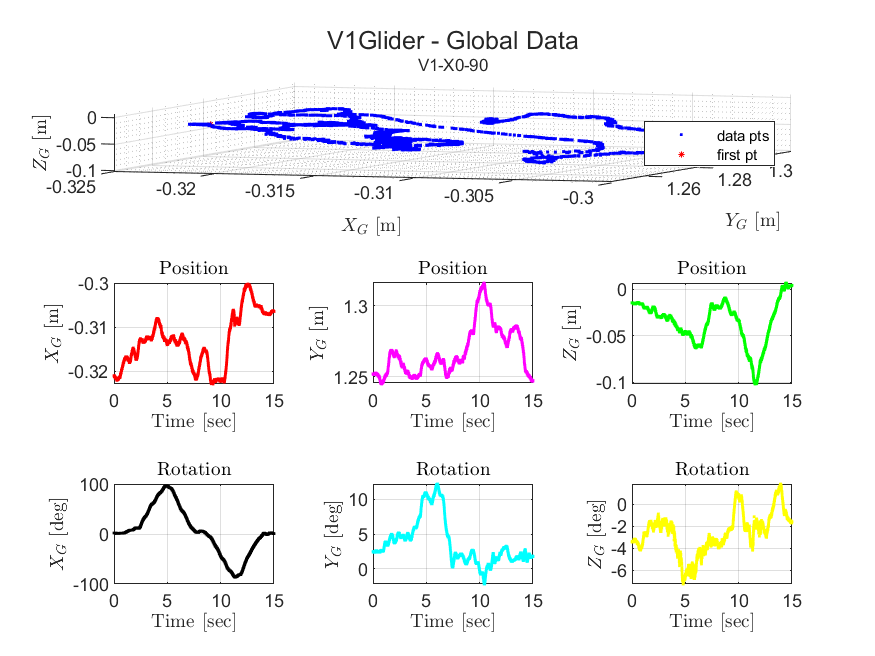 V1Glider - Global Data
V1-X0-90
Z_G [m]
0
-0.05
-0.1
-0.325
-0.32
-0.315
-0.31
-0.305
-0.3
1.26
1.28
1.3
X_G [m]
Y_G [m]
data pts
first pt
Position
X_G [m]
-0.3
-0.31
-0.32
0 5 10 15
Time [sec]
Position
Y_G [m]
1.3
1.25
0 5 10 15
Time [sec]
Position
Z_G [m]
0
-0.05
-0.1
0 5 10 15
Time [sec]
Rotation
X_G [deg]
100
0
-100
0 5 10 15
Time [sec]
Rotation
Y_G [deg]
10
5
0
0 5 10 15
Time [sec]
Rotation
Z_G [deg]
0
-2
-4
-6
0 5 10 15
Time [sec]